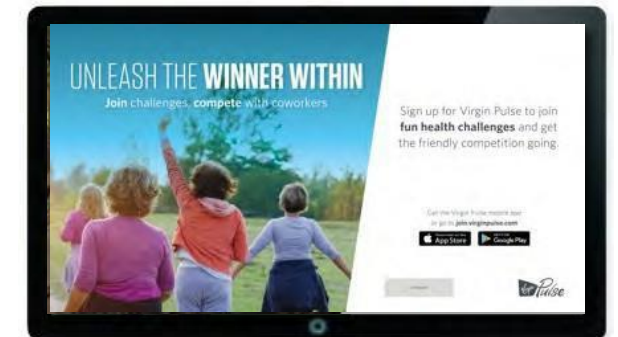 UNLEASH THE WINNER WITHIN
Join challenges, compete with coworkers
Sign up for Virgin Pulse to join
fun health challenges and get
the friendly competition going.
Get the Virgin Pulse mobile app
or go to join.virginpulse.com
App Store
Google Play
Pulse